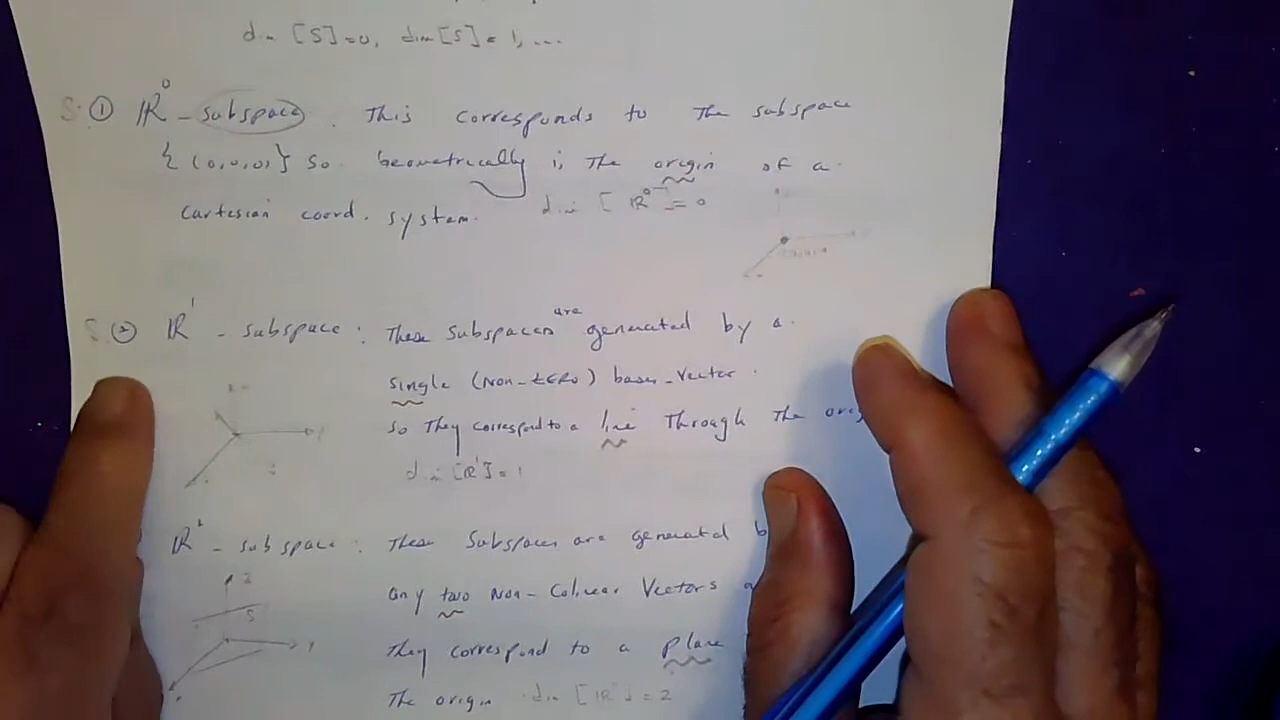 dim [S]=0, dim[S]=1, ...
S: ① ℝ⁰ - subspace. This corresponds to the subspace
{(0,0,0)} so Geometrically is the origin of a
Cartesian coord. system. dim [ℝ⁰]=0
S: ② ℝ¹ - subspace: These subspaces are generated by a
single (NON-ZERO) basis-vector.
so They correspond to a line Through the
dim [ℝ¹]=1
ℝ² - subspace: These Subspaces are generated
any two Non-Colinear Vectors
z
S
y
They correspond to a plane
The origin dim [ℝ²]=2